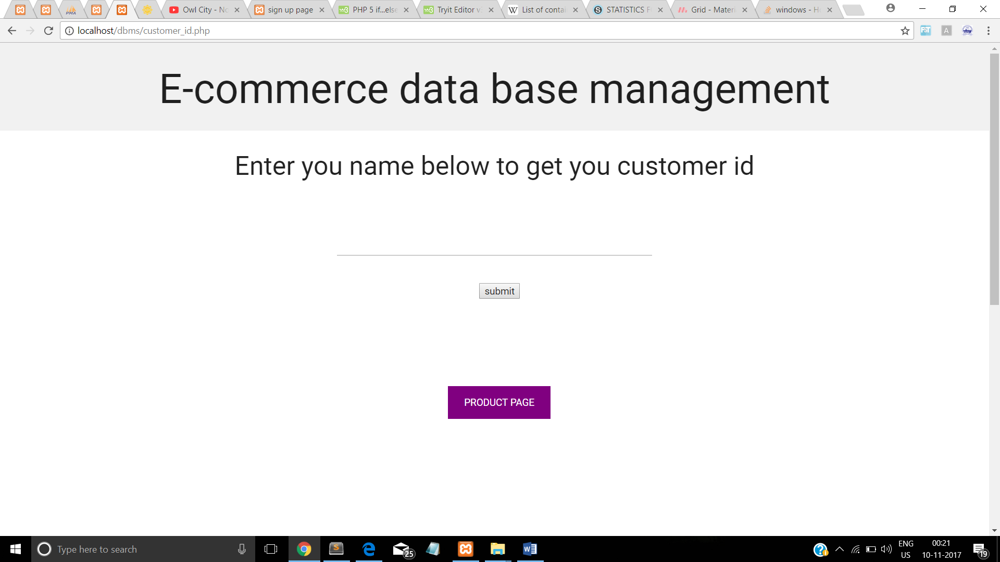 Owl City - No
sign up page
PHP 5 if...else
Tryit Editor v
List of contai
STATISTICS F
Grid - Materi
windows - Ho
localhost/dbms/customer_id.php
E-commerce data base management
Enter you name below to get you customer id
submit
PRODUCT PAGE
Type here to search
25
ENG
US
00:21
10-11-2017
19